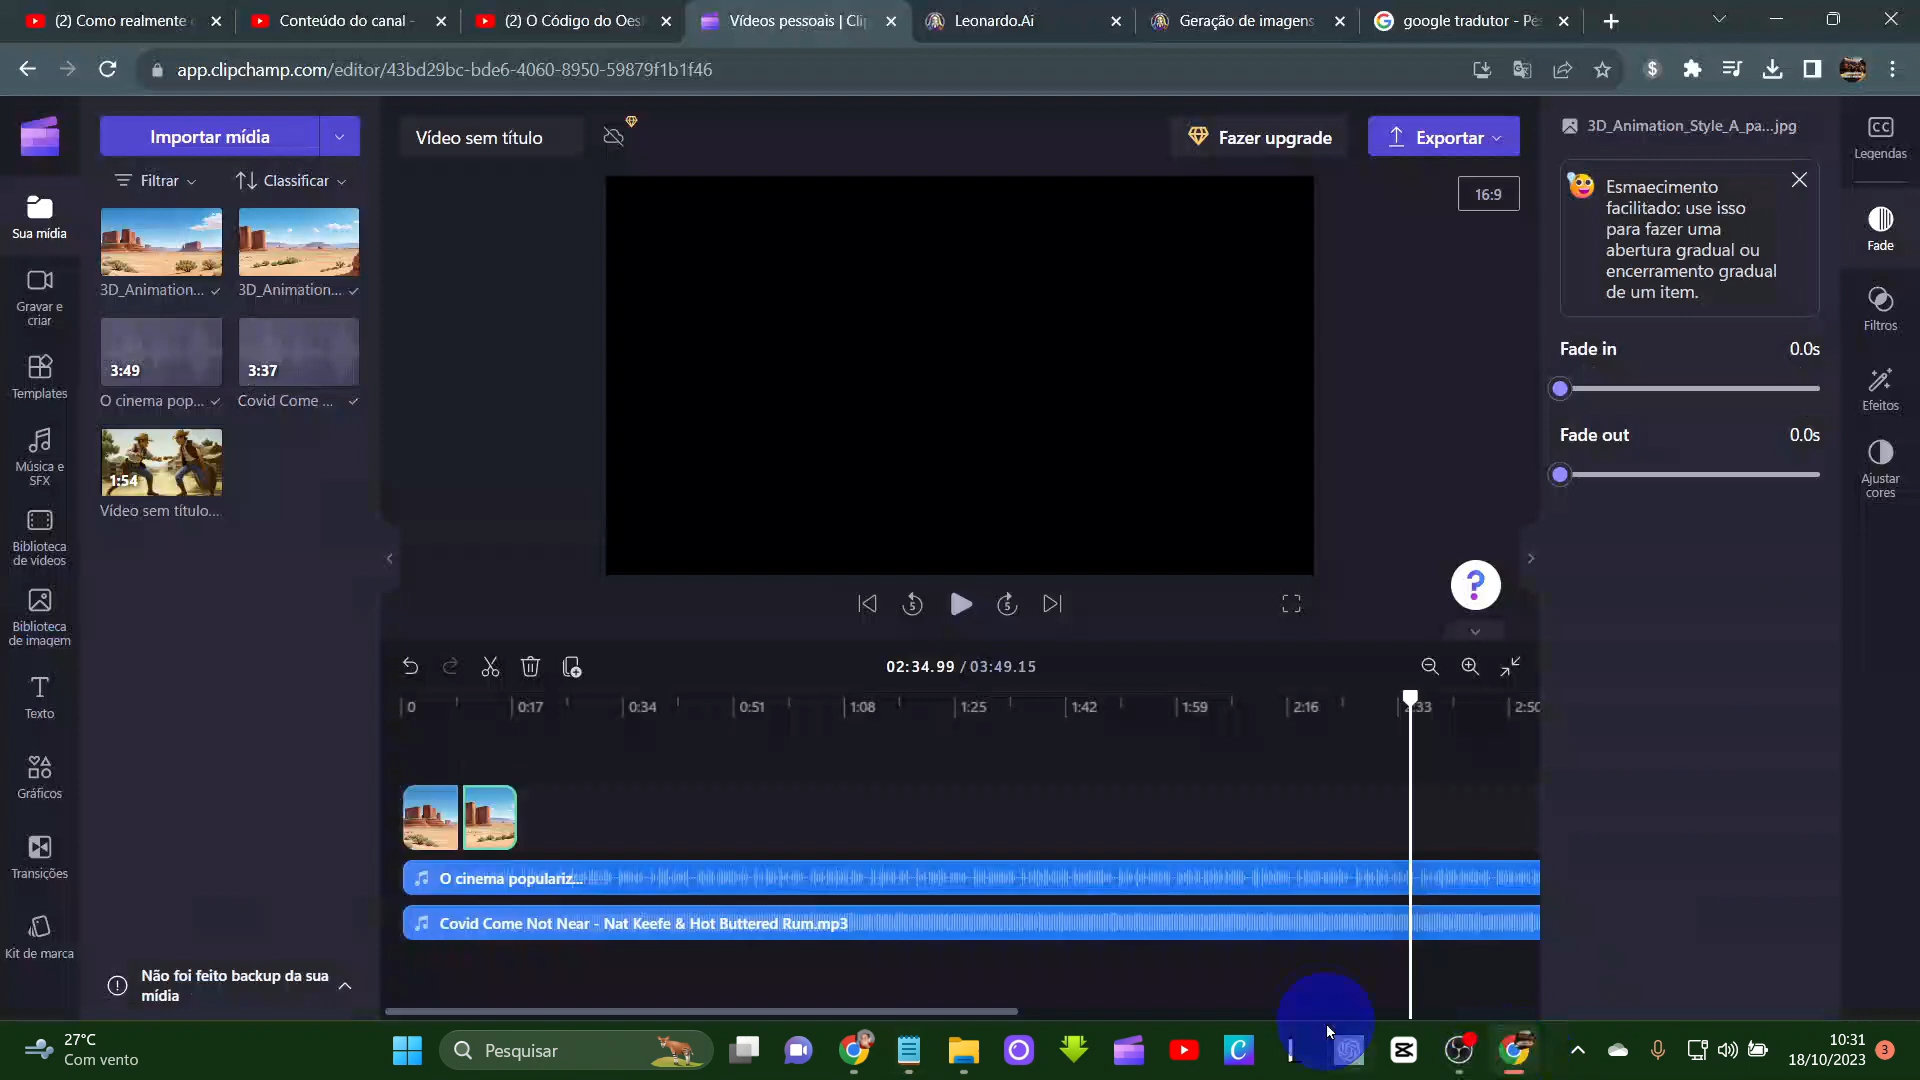 (2) Como realmente
Conteúdo do canal -
(2) O Código do Oes
Vídeos pessoais | Cli
Leonardo.Ai
Geração de imagens
google tradutor - Pes
app.clipchamp.com/editor/43bd29bc-bde6-4060-8950-59879f1b1f46
Importar mídia
Vídeo sem título
Fazer upgrade
Exportar
3D_Animation_Style_A_pa...jpg
Legendas
Filtrar
Classificar
16:9
Esmaecimento
facilitado: use isso
para fazer uma
abertura gradual ou
encerramento gradual
de um item.
Sua mídia
3D_Animation...
3D_Animation...
Fade
Gravar e
criar
Filtros
3:49
3:37
Fade in
0.0s
Templates
O cinema pop...
Covid Come ...
Efeitos
Fade out
0.0s
Música e
SFX
1:54
Vídeo sem título...
Ajustar
cores
Biblioteca
de vídeos
5
5
?
Biblioteca
de imagem
02:34.99 / 03:49.15
Texto
0
0:17
0:34
0:51
1:08
1:25
1:42
1:59
2:16
2:33
2:50
Gráficos
Transições
O cinema populariz...
Covid Come Not Near - Nat Keefe & Hot Buttered Rum.mp3
Kit de marca
Não foi feito backup da sua
mídia
27°C
Com vento
Pesquisar
10:31
18/10/2023
3